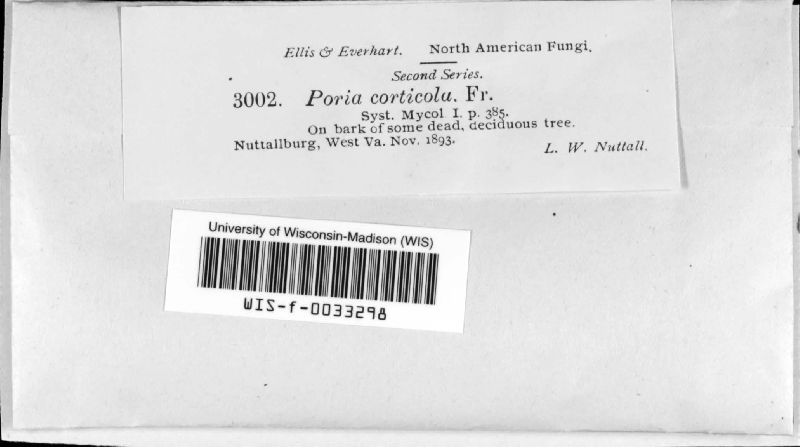 Ellis & Everhart. North American Fungi.
Second Series.
3002. Poria corticola. Fr.
Syst. Mycol I. p. 385.
On bark of some dead, deciduous tree.
Nuttallburg, West Va. Nov. 1893.
L. W. Nuttall.
University of Wisconsin-Madison (WIS)
WIS-f-0033298